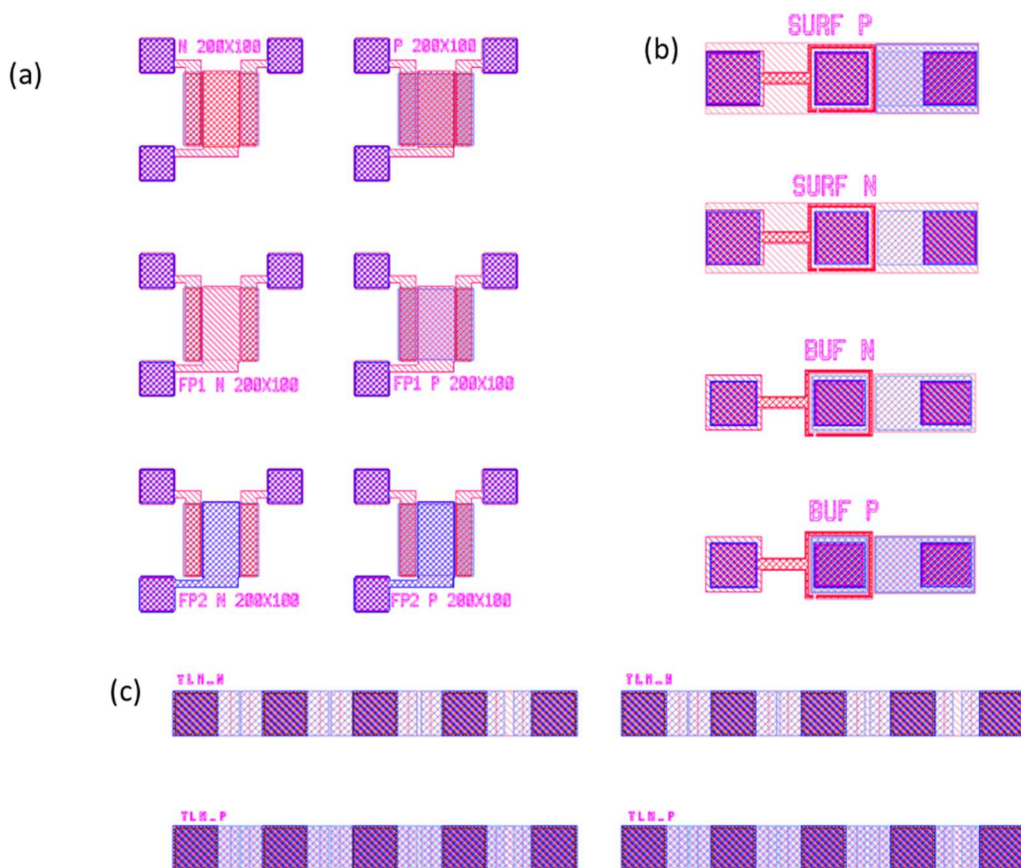 (a)
N 200X100
P 200X100
FP1 N 200X100
FP1 P 200X100
FP2 N 200X100
FP2 P 200X100
(b)
SURF P
SURF N
BUF N
BUF P
(c)
TLM_N
TLM_N
TLM_P
TLM_P